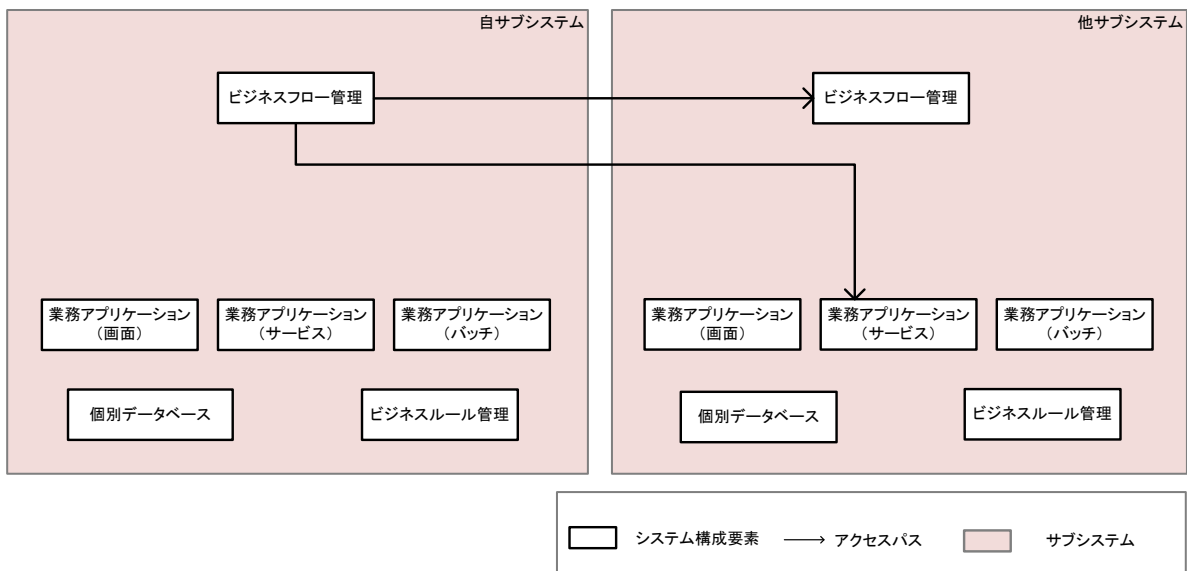 自サブシステム
他サブシステム
ビジネスフロー管理
ビジネスフロー管理
業務アプリケーション
（画面）
業務アプリケーション
（サービス）
業務アプリケーション
（バッチ）
業務アプリケーション
（画面）
業務アプリケーション
（サービス）
業務アプリケーション
（バッチ）
個別データベース
ビジネスルール管理
個別データベース
ビジネスルール管理
システム構成要素
アクセスパス
サブシステム